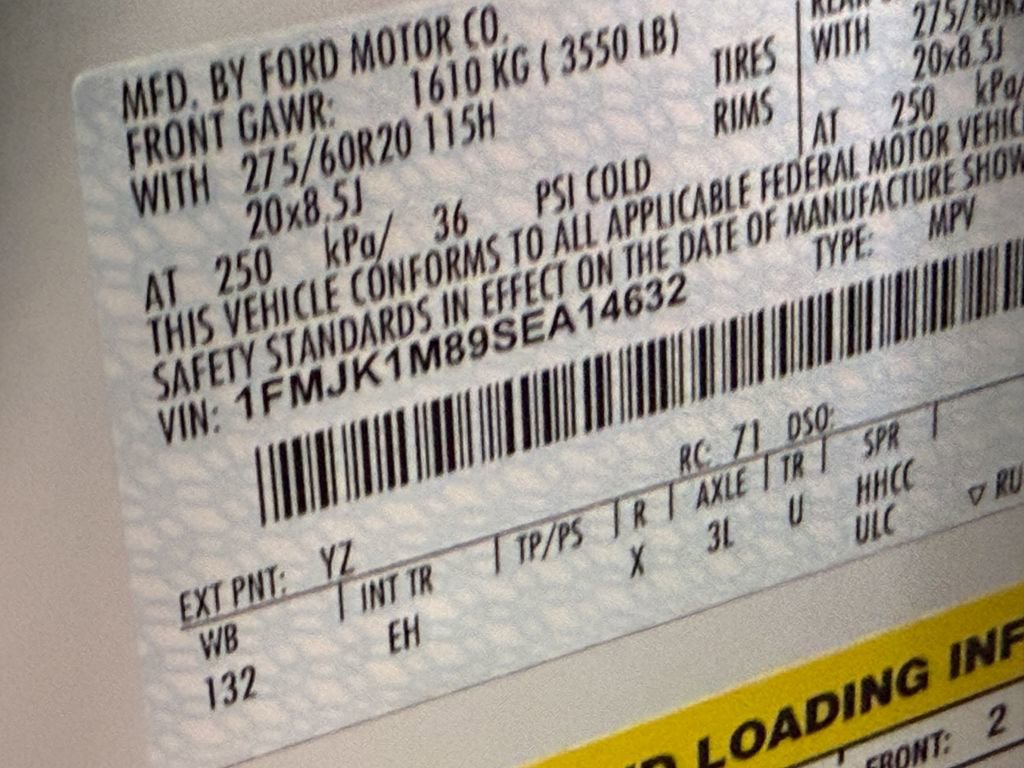 MFD. BY FORD MOTOR CO.
FRONT GAWR: 1610 KG ( 3550 LB)
WITH 275/60R20 115H TIRES
20x8.5J RIMS
AT 250 kPa/ 36 PSI COLD
WITH
20x8.5J
AT 250 kPa/
THIS VEHICLE CONFORMS TO ALL APPLICABLE FEDERAL MOTOR VEHIC
SAFETY STANDARDS IN EFFECT ON THE DATE OF MANUFACTURE SHOW
VIN: 1FMJK1M89SEA14632 TYPE: MPV
EXT PNT: YZ RC: 71 DSO:
WB | INT TR | TP/PS | R | AXLE | TR | SPR |
132 EH X 3L U HHCC
ULC
▽ RU
LOADING INF
FRONT: 2